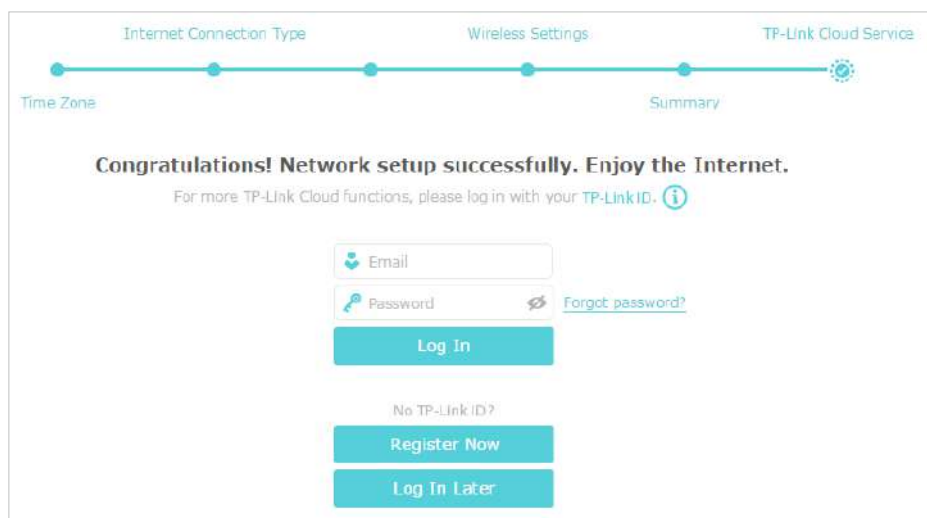 Internet Connection Type Wireless Settings TP-Link Cloud Service
Time Zone Summary
Congratulations! Network setup successfully. Enjoy the Internet.
For more TP-Link Cloud functions, please log in with your TP-Link ID.
Email
Password Forgot password?
Log In
No TP-Link ID?
Register Now
Log In Later